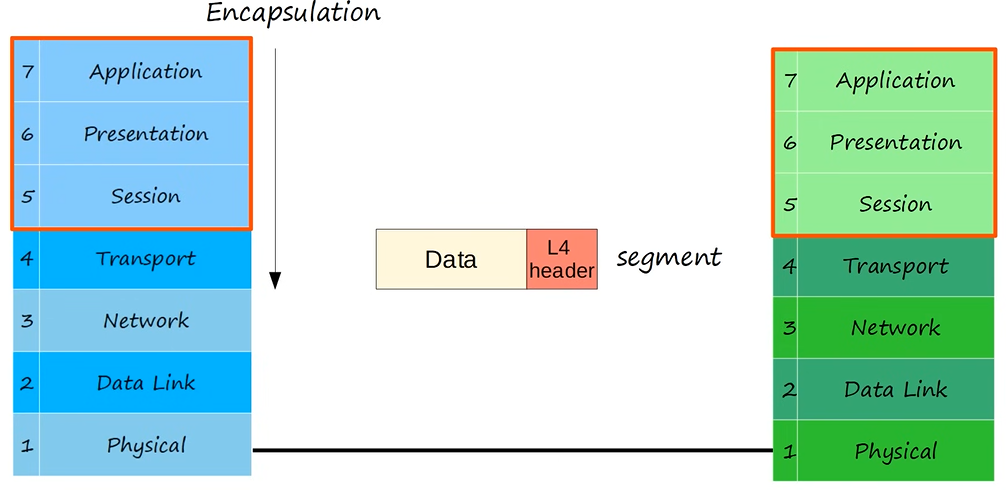 Encapsulation
7 Application
6 Presentation
5 Session
4 Transport
3 Network
2 Data Link
1 Physical
Data
L4
header
segment
7 Application
6 Presentation
5 Session
4 Transport
3 Network
2 Data Link
1 Physical